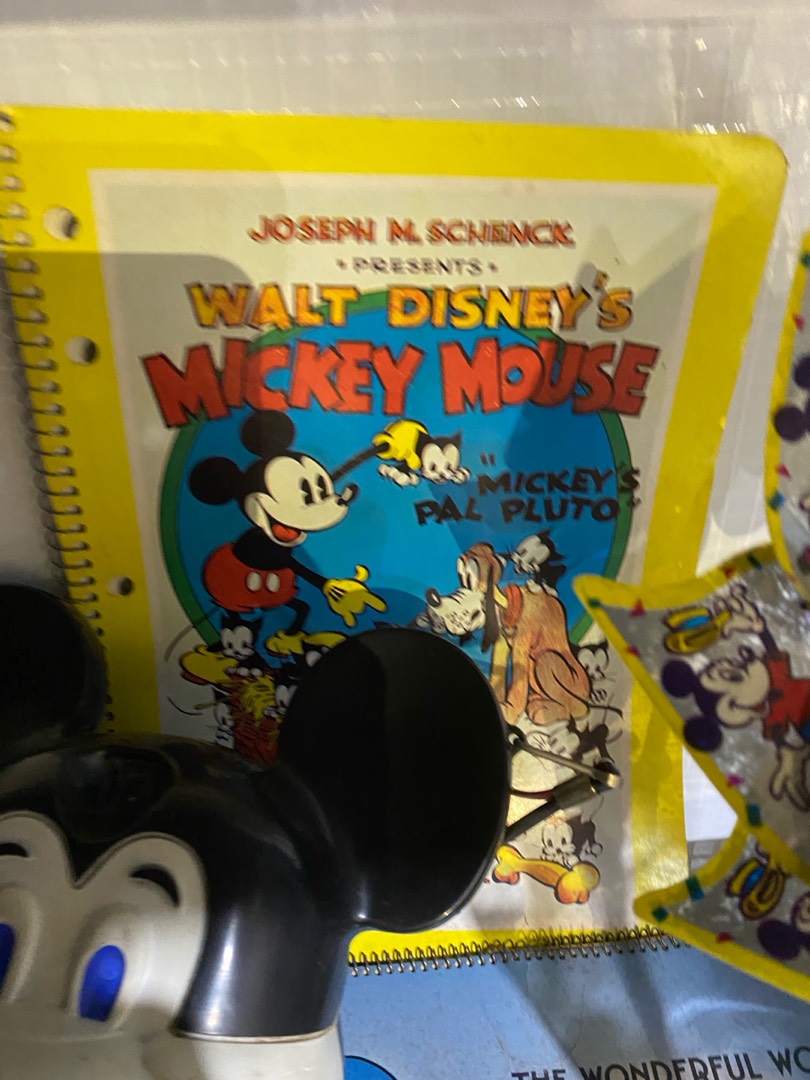 JOSEPH M. SCHENCK
• PRESENTS •
WALT DISNEY'S
MICKEY MOUSE
"MICKEY'S
PAL PLUTO"
THE WONDERFUL WO